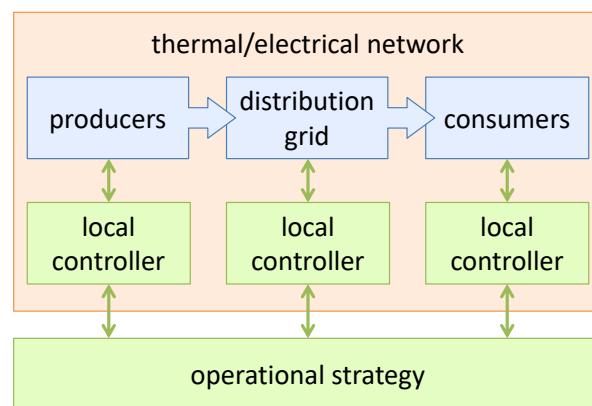 thermal/electrical network
producers
distribution
grid
consumers
local
controller
local
controller
local
controller
operational strategy